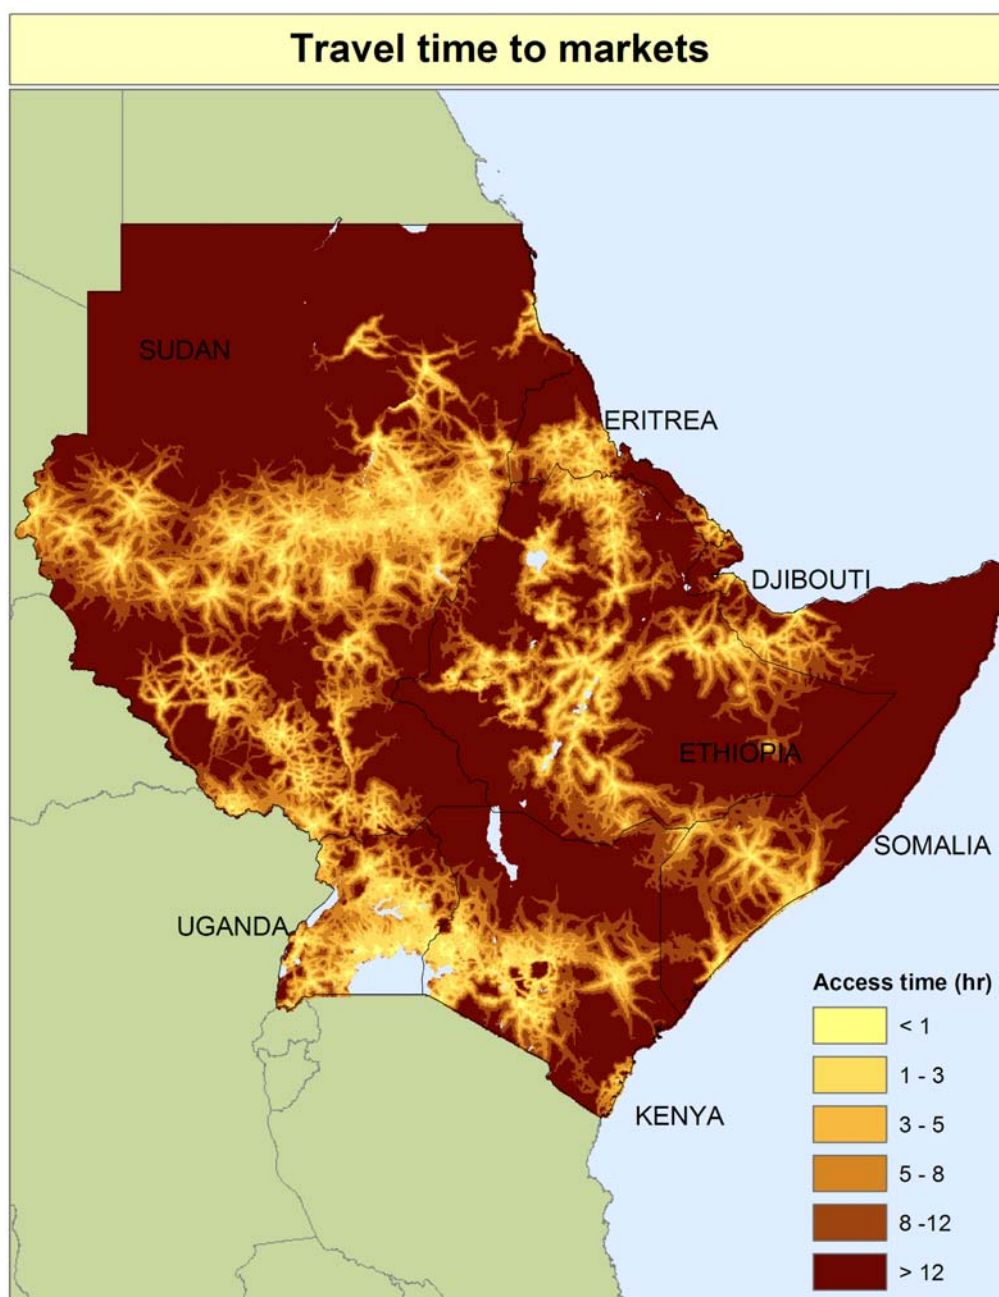 Travel time to markets
SUDAN
ERITREA
DJIBOUTI
ETHIOPIA
SOMALIA
UGANDA
KENYA
Access time (hr)
< 1
1 - 3
3 - 5
5 - 8
8 -12
> 12